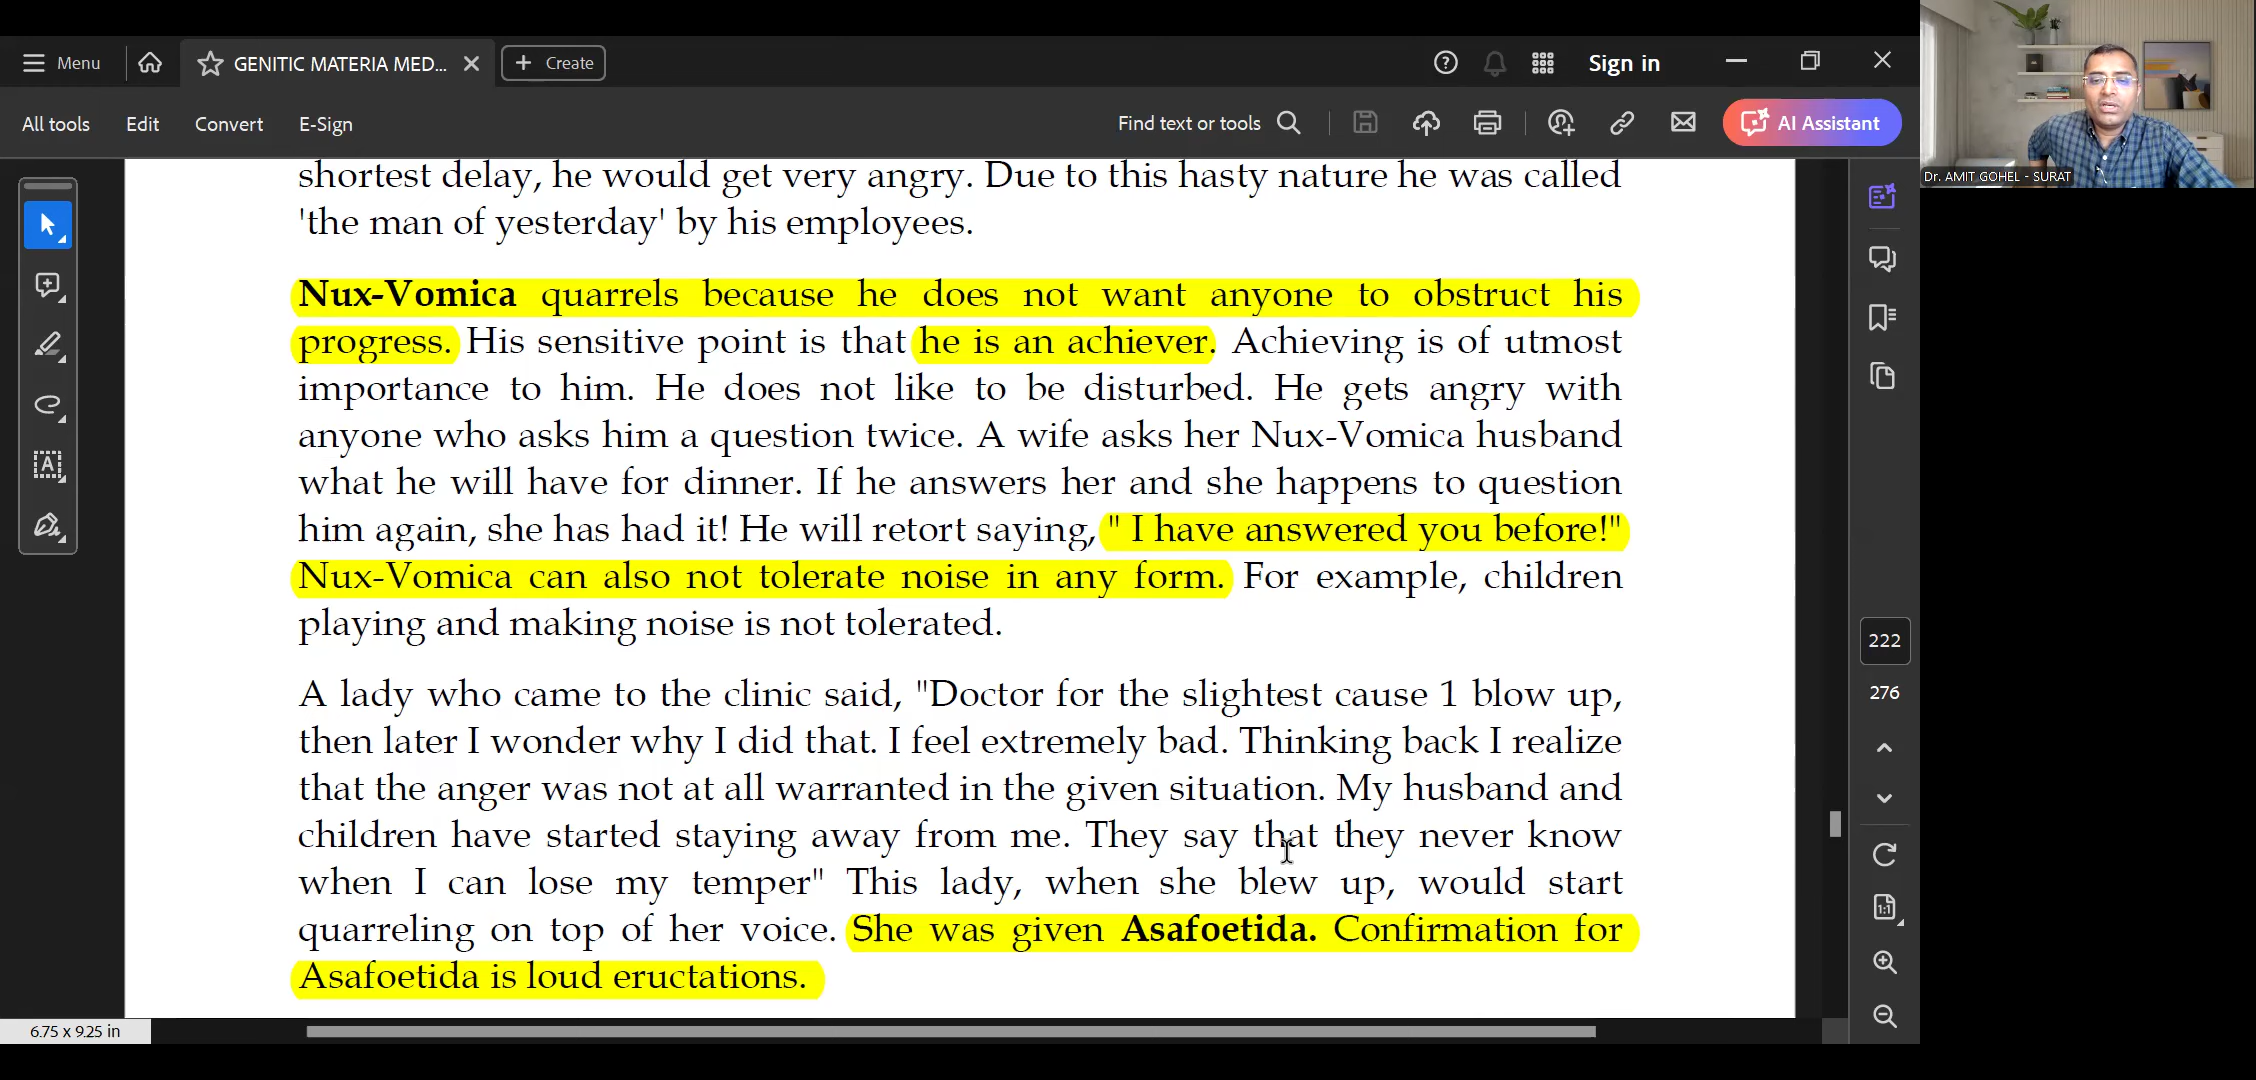 Menu
GENITIC MATERIA MED...
Create
Sign in
All tools
Edit
Convert
E-Sign
Find text or tools
AI Assistant
Dr. AMIT GOHEL - SURAT
shortest delay, he would get very angry. Due to this hasty nature he was called
'the man of yesterday' by his employees.
Nux-Vomica quarrels because he does not want anyone to obstruct his
progress. His sensitive point is that he is an achiever. Achieving is of utmost
importance to him. He does not like to be disturbed. He gets angry with
anyone who asks him a question twice. A wife asks her Nux-Vomica husband
what he will have for dinner. If he answers her and she happens to question
him again, she has had it! He will retort saying, " I have answered you before!"
Nux-Vomica can also not tolerate noise in any form. For example, children
playing and making noise is not tolerated.
A lady who came to the clinic said, "Doctor for the slightest cause 1 blow up,
then later I wonder why I did that. I feel extremely bad. Thinking back I realize
that the anger was not at all warranted in the given situation. My husband and
children have started staying away from me. They say that they never know
when I can lose my temper" This lady, when she blew up, would start
quarreling on top of her voice. She was given Asafoetida. Confirmation for
Asafoetida is loud eructations.
222
276
1:1
6.75 x 9.25 in